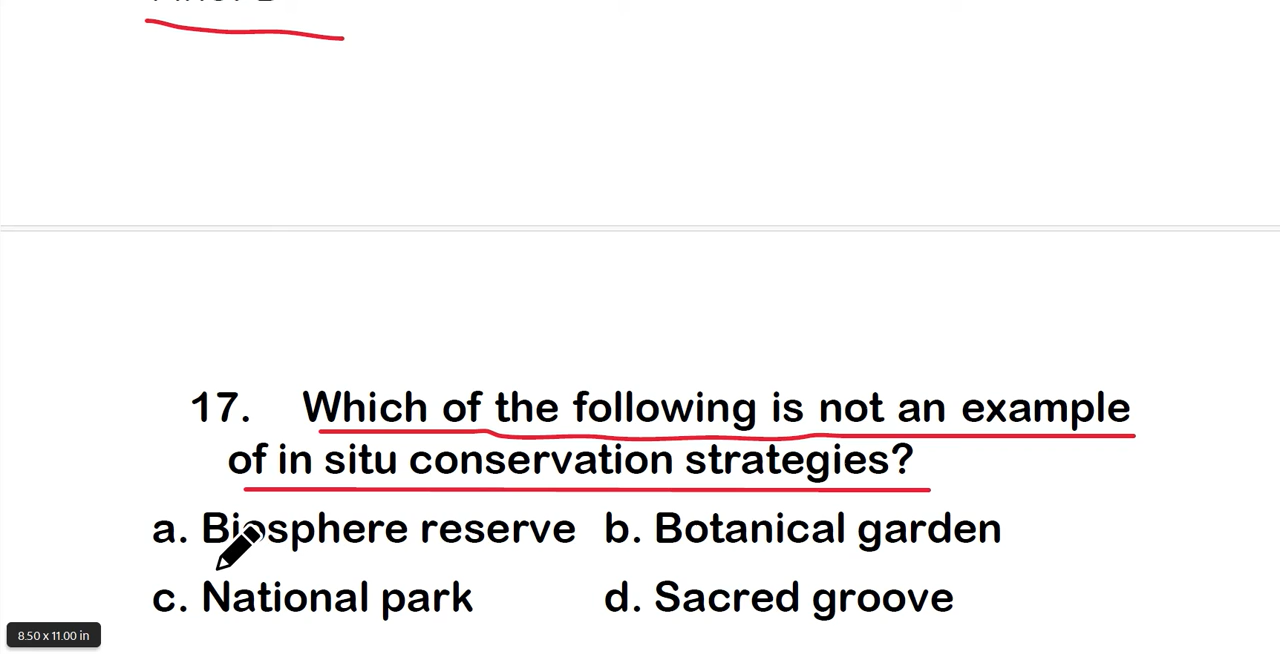 17. Which of the following is not an example
of in situ conservation strategies?
a. Biosphere reserve b. Botanical garden
c. National park d. Sacred groove
8.50 x 11.00 in